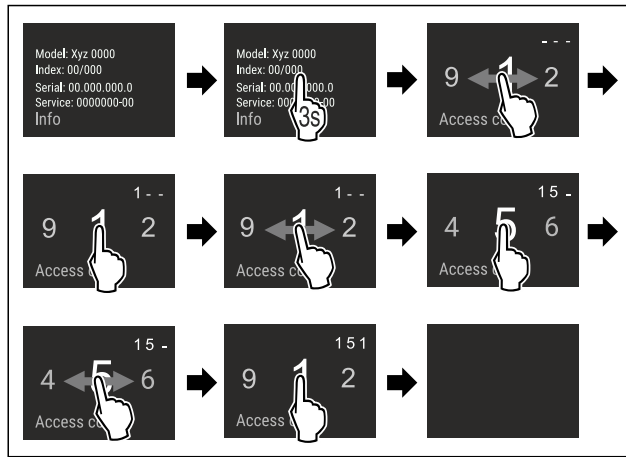 Model: Xyz 0000
Index: 00/000
Serial: 00.000.000.0
Service: 0000000-00
Info
Model: Xyz 0000
Index: 00/000
Serial: 00.000.0
Service: 00 -00
Info
3s
- - -
9 1 2
Access
1 - -
9 1 2
Access
1 - -
9 1 2
Access
1 5 -
4 5 6
Access
1 5 -
4 5 6
Access
1 5 1
9 1 2
Access